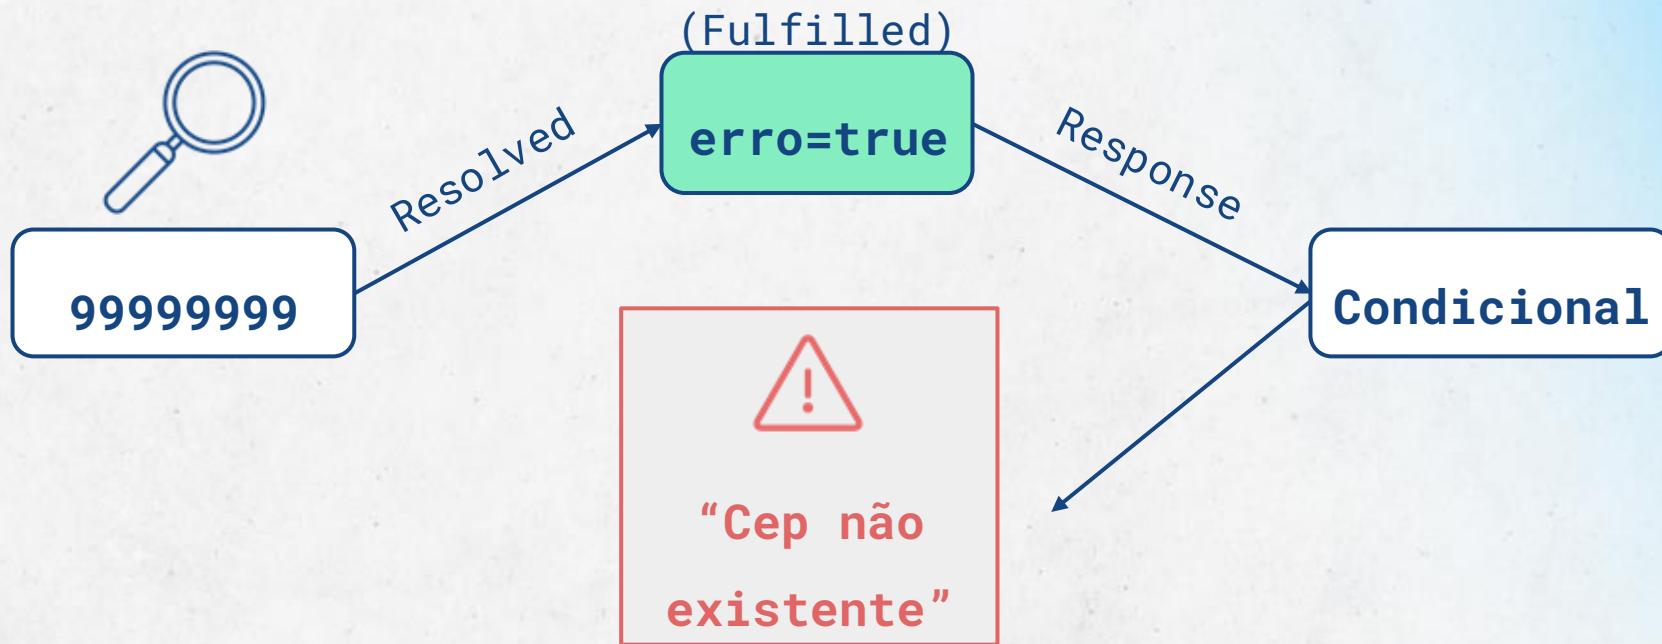 (Fulfilled)
erro=true
Resolved
Response
99999999
Condicional
“Cep não
existente”